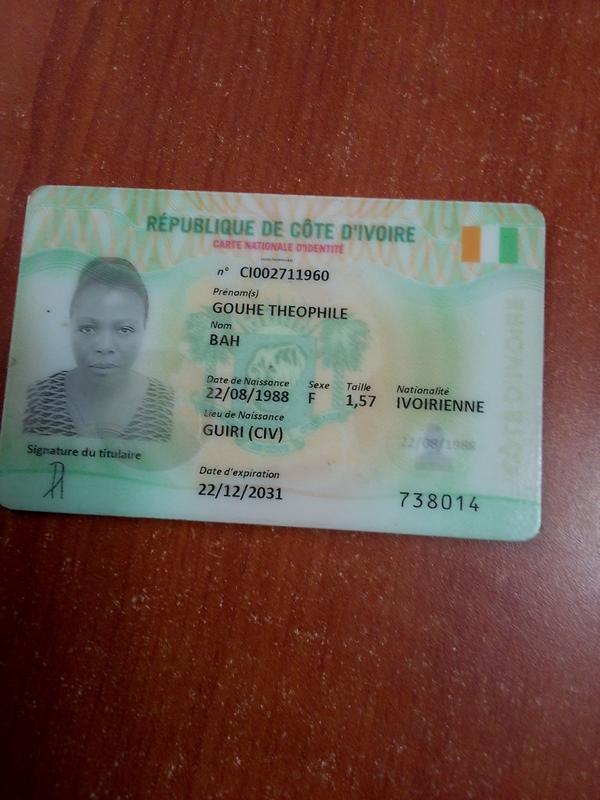 RÉPUBLIQUE DE CÔTE D'IVOIRE
CARTE NATIONALE D'IDENTITÉ
n° CI002711960
Prénom(s)
GOUHE THEOPHILE
Nom
BAH
Date de Naissance Sexe Taille Nationalité
22/08/1988 F 1,57 IVOIRIENNE
Lieu de Naissance
GUIRI (CIV)
22/08/1988
Signature du titulaire
Date d'expiration
22/12/2031
738014